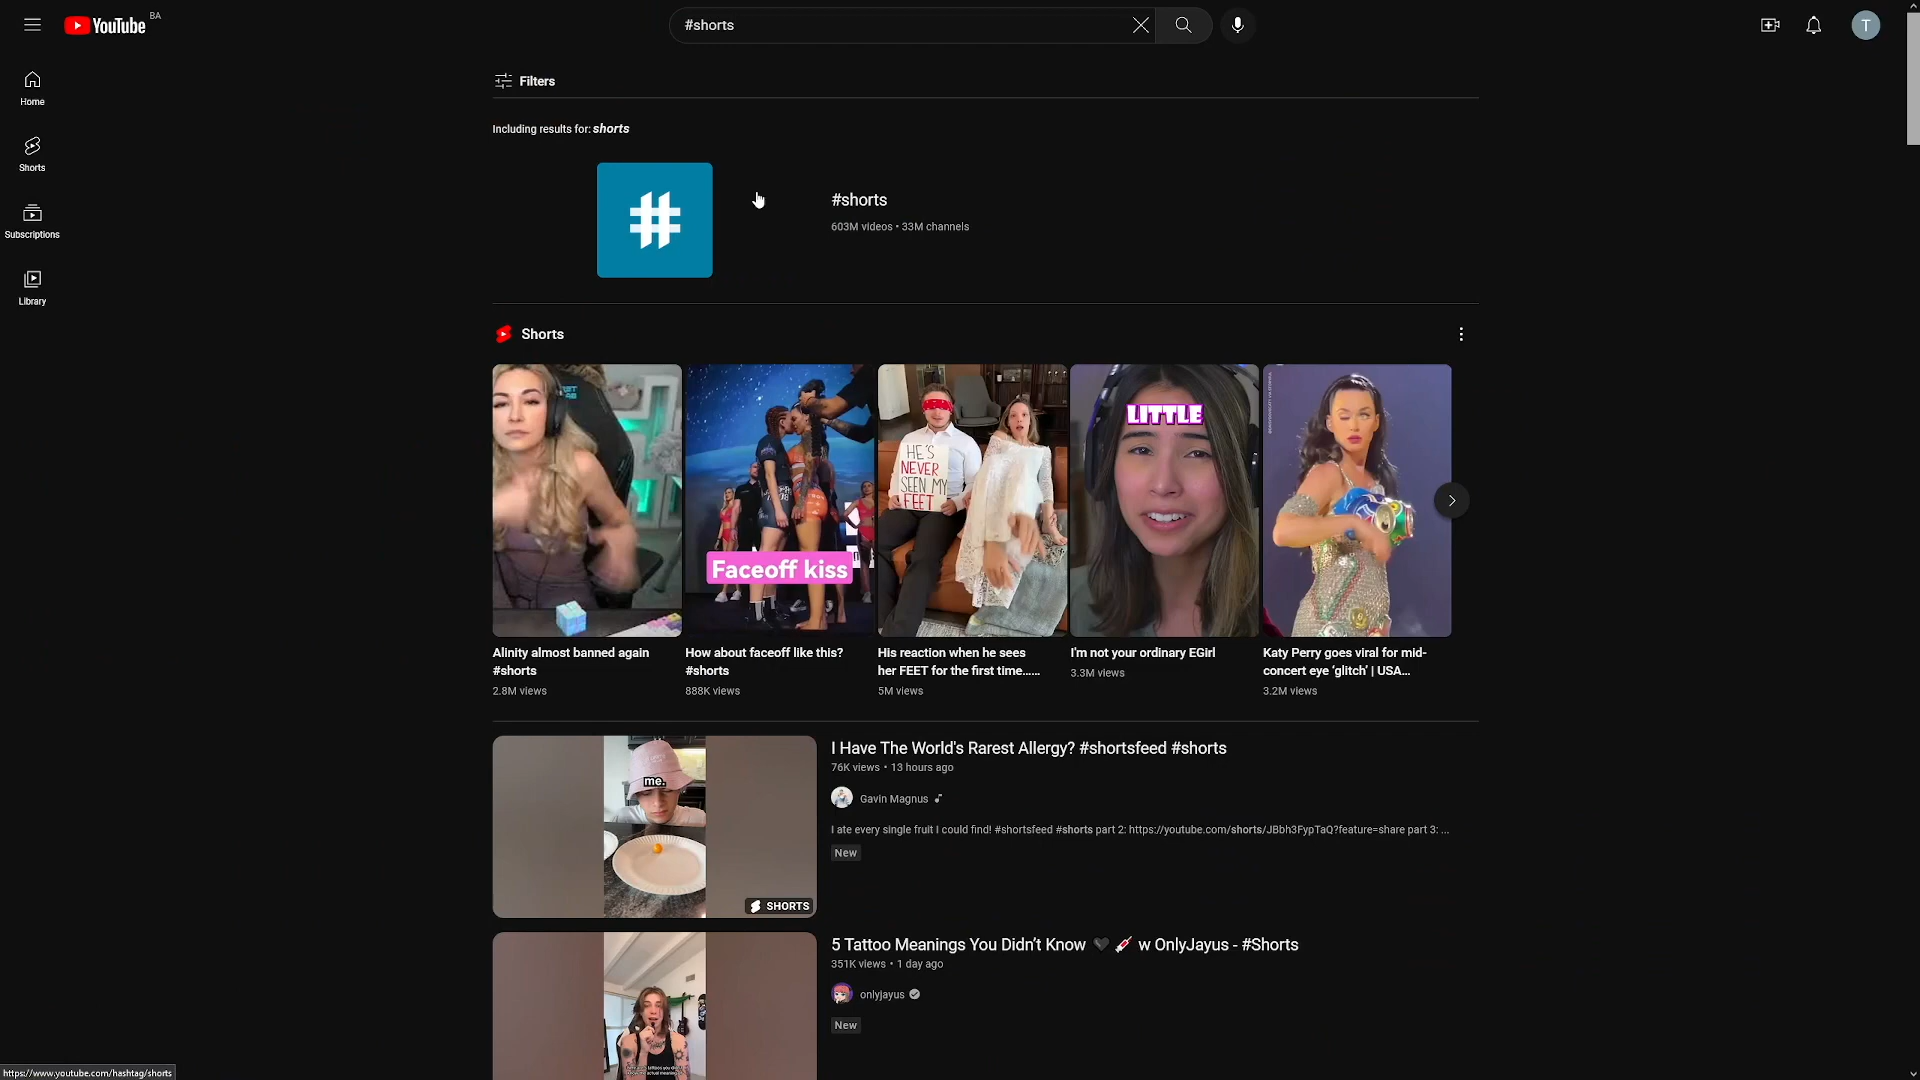 YouTube BA
#shorts
T
Home
Shorts
Subscriptions
Library
Filters
Including results for: shorts
#shorts
603M videos • 33M channels
Shorts
HE'S
NEVER
SEEN MY
FEET
Faceoff kiss
LITTLE
Alinity almost banned again
#shorts
2.8M views
How about faceoff like this?
#shorts
888K views
His reaction when he sees
her FEET for the first time......
5M views
I'm not your ordinary EGirl
3.3M views
Katy Perry goes viral for mid-
concert eye ‘glitch’ | USA...
3.2M views
me.
SHORTS
I Have The World's Rarest Allergy? #shortsfeed #shorts
76K views • 13 hours ago
Gavin Magnus
I ate every single fruit I could find! #shortsfeed #shorts part 2: https://youtube.com/shorts/JBbh3FypTaQ?feature=share part 3: ...
New
5 Tattoo Meanings You Didn’t Know 🖤 💉 w OnlyJayus - #Shorts
351K views • 1 day ago
onlyjayus
New
https://www.youtube.com/hashtag/shorts